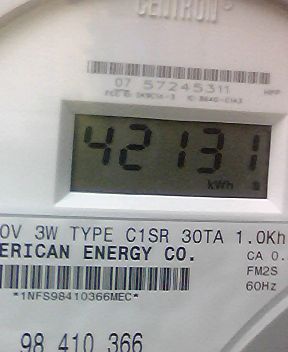 CENTRON®
07 57245311
42131
kWh
0V 3W TYPE C1SR 30TA 1.0Kh
ERICAN ENERGY CO.
CA 0.
FM2S
*1NFS98410366MEC*
60Hz
98 410 366